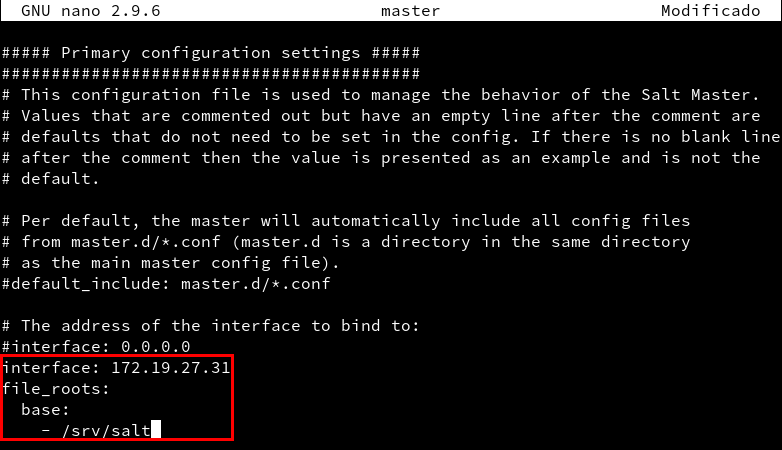 GNU nano 2.9.6 master Modificado
##### Primary configuration settings #####
##########################################
# This configuration file is used to manage the behavior of the Salt Master.
# Values that are commented out but have an empty line after the comment are
# defaults that do not need to be set in the config. If there is no blank line
# after the comment then the value is presented as an example and is not the
# default.
# Per default, the master will automatically include all config files
# from master.d/*.conf (master.d is a directory in the same directory
# as the main master config file).
#default_include: master.d/*.conf
# The address of the interface to bind to:
#interface: 0.0.0.0
interface: 172.19.27.31
file_roots:
  base:
    - /srv/salt